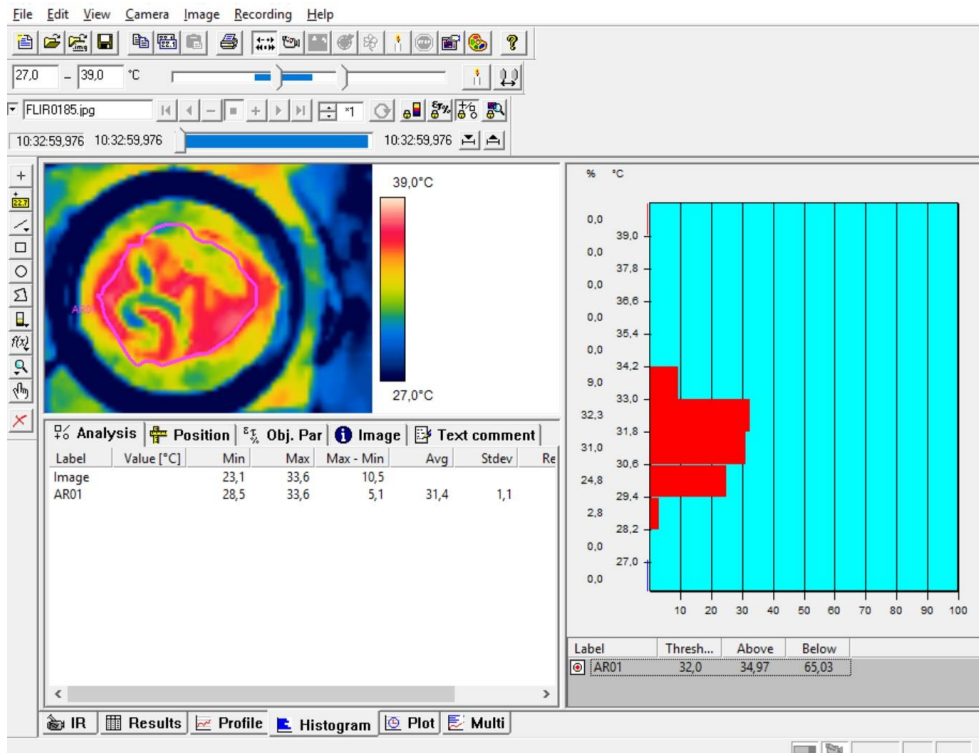 File Edit View Camera Image Recording Help
27,0 – 39,0 °C
FLIR0185.jpg ×1
10:32:59,976 10:32:59,976 10:32:59,976
39,0°C
AR01
27,0°C
Analysis Position Obj. Par Image Text comment
Label Value [°C] Min Max Max - Min Avg Stdev Re
Image 23,1 33,6 10,5
AR01 28,5 33,6 5,1 31,4 1,1
% °C
0,0
39,0
0,0
37,8
0,0
36,6
0,0
35,4
0,0
34,2
9,0
33,0
32,3
31,8
31,0
30,6
24,8
29,4
2,8
28,2
0,0
27,0
0,0
10 20 30 40 50 60 70 80 90 100
Label Thresh... Above Below
AR01 32,0 34,97 65,03
IR Results Profile Histogram Plot Multi